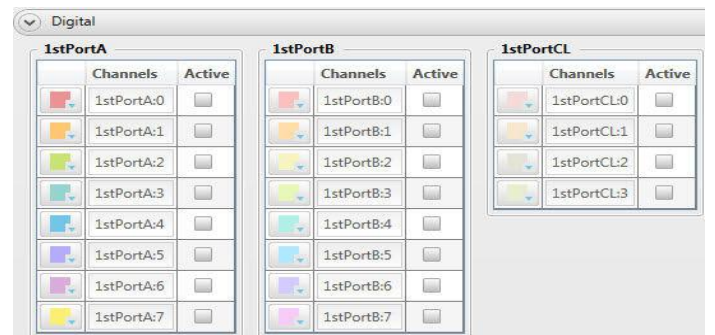 Digital
1stPortA
Channels Active
1stPortA:0
1stPortA:1
1stPortA:2
1stPortA:3
1stPortA:4
1stPortA:5
1stPortA:6
1stPortA:7
1stPortB
Channels Active
1stPortB:0
1stPortB:1
1stPortB:2
1stPortB:3
1stPortB:4
1stPortB:5
1stPortB:6
1stPortB:7
1stPortCL
Channels Active
1stPortCL:0
1stPortCL:1
1stPortCL:2
1stPortCL:3